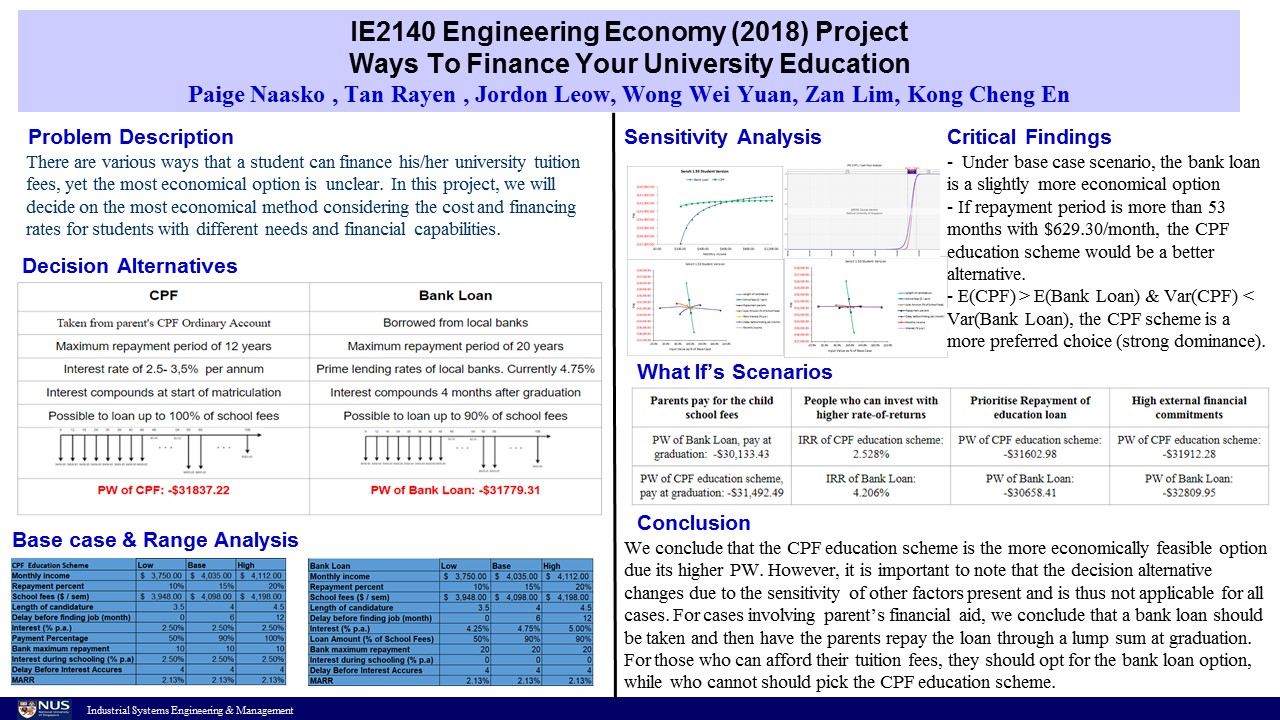 IE2140 Engineering Economy (2018) Project
Ways To Finance Your University Education
Paige Naasko , Tan Rayen , Jordon Leow, Wong Wei Yuan, Zan Lim, Kong Cheng En
Problem Description
There are various ways that a student can finance his/her university tuition
fees, yet the most economical option is unclear. In this project, we will
decide on the most economical method considering the cost and financing
rates for students with different needs and financial capabilities.
Decision Alternatives
CPF Bank Loan
Taken from parent's CPF Ordinary Account Borrowed from local banks
Maximum repayment period of 12 years Maximum repayment period of 20 years
Interest rate of 2.5- 3,5% per annum Prime lending rates of local banks. Currently 4.75%
Interest compounds at start of matriculation Interest compounds 4 months after graduation
Possible to loan up to 100% of school fees Possible to loan up to 90% of school fees
PW of CPF: -$31837.22 PW of Bank Loan: -$31779.31
Base case & Range Analysis
CPF Education Scheme Low Base High
Monthly income $ 3,750.00 $ 4,035.00 $ 4,112.00
Repayment percent 10% 15% 20%
School fees ($ / sem) $ 3,948.00 $ 4,098.00 $ 4,198.00
Length of candidature 3.5 4 4.5
Delay before finding job (month) 0 6 12
Interest (% p.a.) 2.50% 2.50% 2.50%
Payment Percentage 50% 90% 100%
Bank maximum repayment 10 10 10
Interest during schooling (% p.a) 2.50% 2.50% 2.50%
Delay Before Interest Accures 4 4 4
MARR 2.13% 2.13% 2.13%
Bank Loan Low Base High
Monthly income $ 3,750.00 $ 4,035.00 $ 4,112.00
Repayment percent 10% 15% 20%
School fees ($ / sem) $ 3,948.00 $ 4,098.00 $ 4,198.00
Length of candidature 3.5 4 4.5
Delay before finding job (month) 0 6 12
Interest (% p.a.) 4.25% 4.75% 5.00%
Loan Amount (% of School Fees) 50% 90% 90%
Bank maximum repayment 20 20 20
Interest during schooling (% p.a) 0 0 0
Delay Before Interest Accures 4 4 4
MARR 2.13% 2.13% 2.13%
Sensitivity Analysis
Critical Findings
- Under base case scenario, the bank loan
is a slightly more economical option
- If repayment period is more than 53
months with $629.30/month, the CPF
education scheme would be a better
alternative.
- E(CPF) > E(Bank Loan) & Var(CPF) <
Var(Bank Loan), the CPF scheme is a
more preferred choice (strong dominance).
What If's Scenarios
Parents pay for the child school fees People who can invest with higher rate-of-returns Prioritise Repayment of education loan High external financial commitments
PW of Bank Loan, pay at graduation: -$30,133.43 IRR of CPF education scheme: 2.528% PW of CPF education scheme: -$31602.98 PW of CPF education scheme: -$31912.28
PW of CPF education scheme, pay at graduation: -$31,492.49 IRR of Bank Loan: 4.206% PW of Bank Loan: -$30658.41 PW of Bank Loan: -$32809.95
Conclusion
We conclude that the CPF education scheme is the more economically feasible option
due its higher PW. However, it is important to note that the decision alternative
changes due to the sensitivity of other factors present and is thus not applicable for all
cases. For cases involving parent's financial aid, we conclude that a bank loan should
be taken and then have the parents repay the loan through a lump sum at graduation.
For those who can afford their tuition fees, they should opt for the bank loan option,
while who cannot should pick the CPF education scheme.
NUS
Industrial Systems Engineering & Management